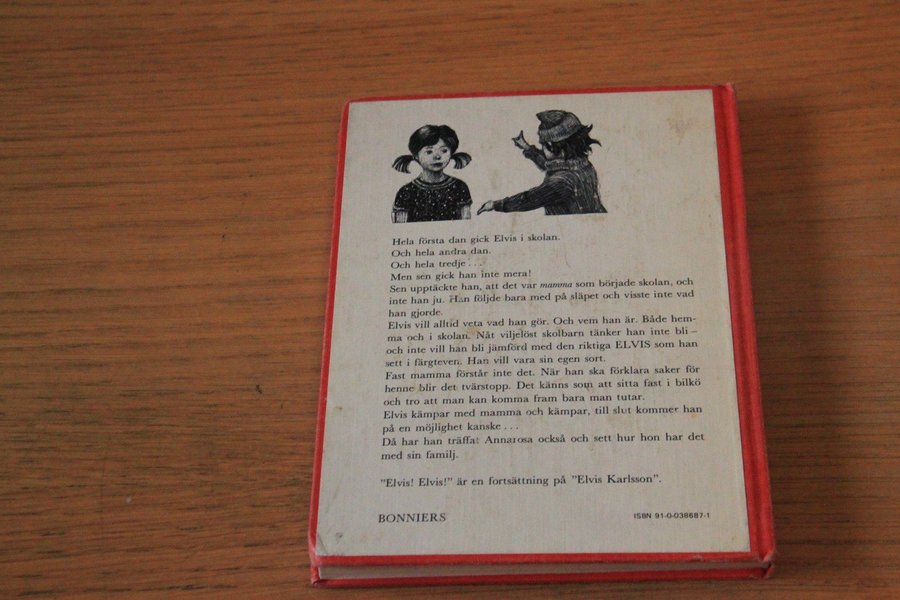 Hela första dan gick Elvis i skolan.
Och hela andra dan.
Och hela tredje . . .
Men sen gick han inte mera!
Sen upptäckte han, att det var mamma som började skolan, och
inte han ju. Han följde bara med på släpet och visste inte vad
han gjorde.
Elvis vill alltid veta vad han gör. Och vem han är. Både hem-
ma och i skolan. Nåt viljelöst skolbarn tänker han inte bli –
och inte vill han bli jämförd med den riktiga ELVIS som han
sett i färgteven. Han vill vara sin egen sort.
Fast mamma förstår inte det. När han ska förklara saker för
henne blir det tvärstopp. Det känns som att sitta fast i bilkö
och tro att man kan komma fram bara man tutar.
Elvis kämpar med mamma och kämpar, till slut kommer han
på en möjlighet kanske . . .
Då har han träffat Annarosa också och sett hur hon har det
med sin familj.
"Elvis! Elvis!" är en fortsättning på "Elvis Karlsson".
BONNIERS
ISBN 91-0-038687-1